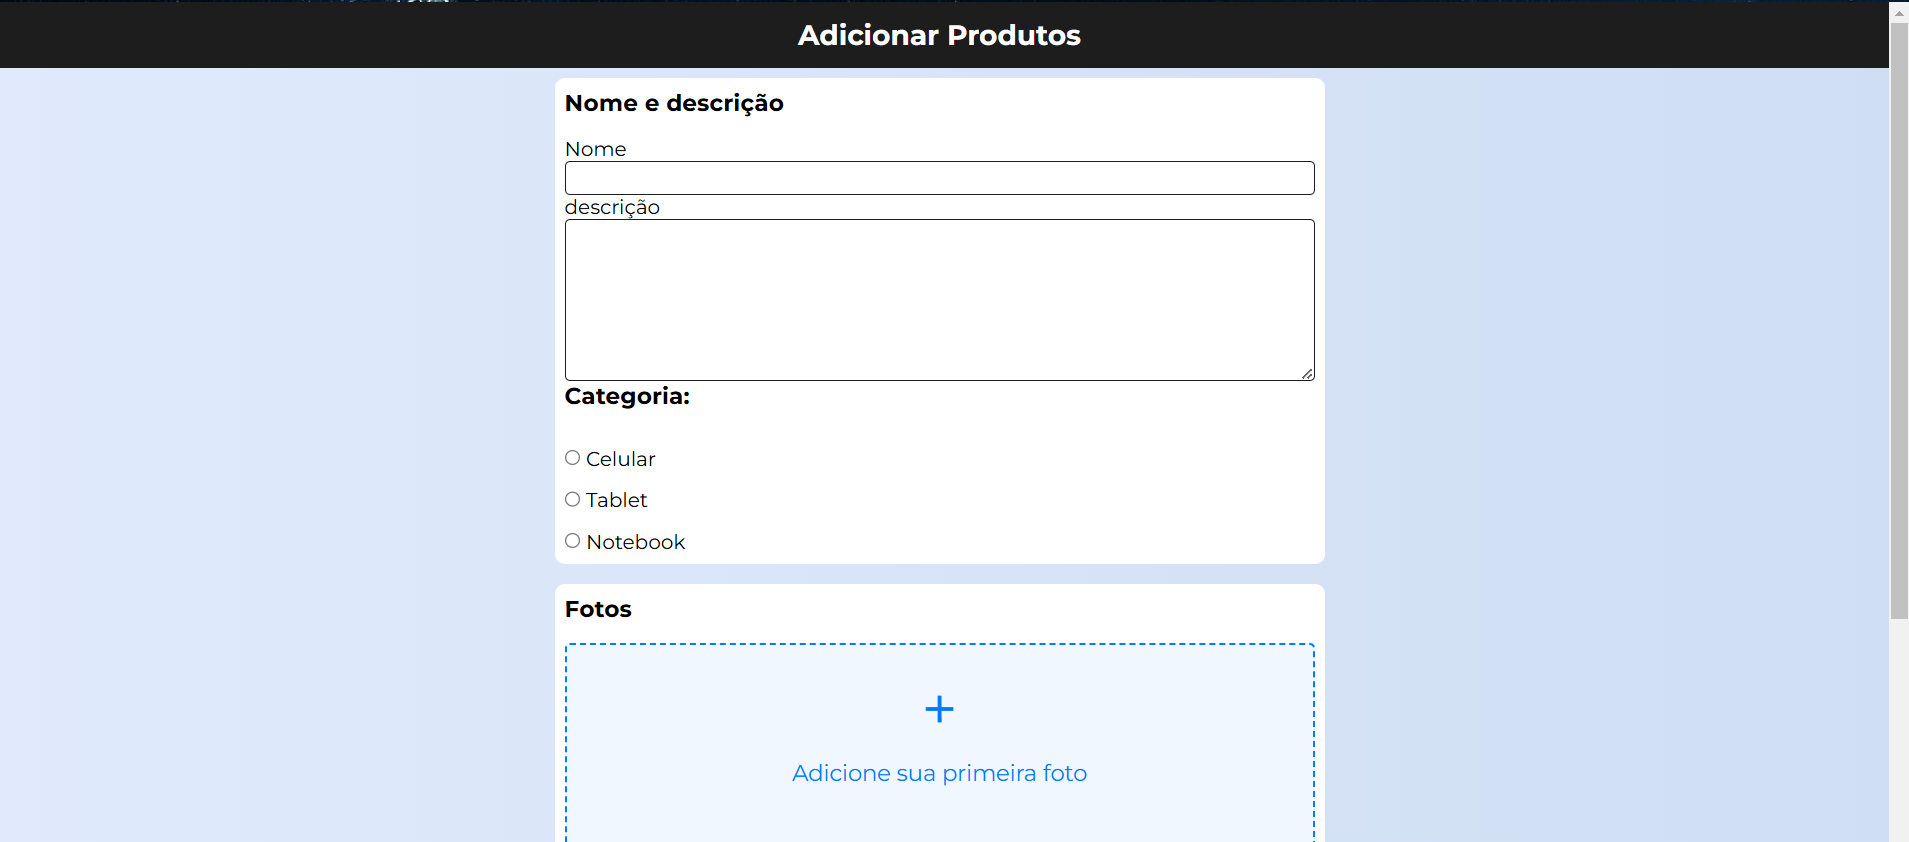 Adicionar Produtos
Nome e descrição
Nome
descrição
Categoria:
Celular
Tablet
Notebook
Fotos
+
Adicione sua primeira foto